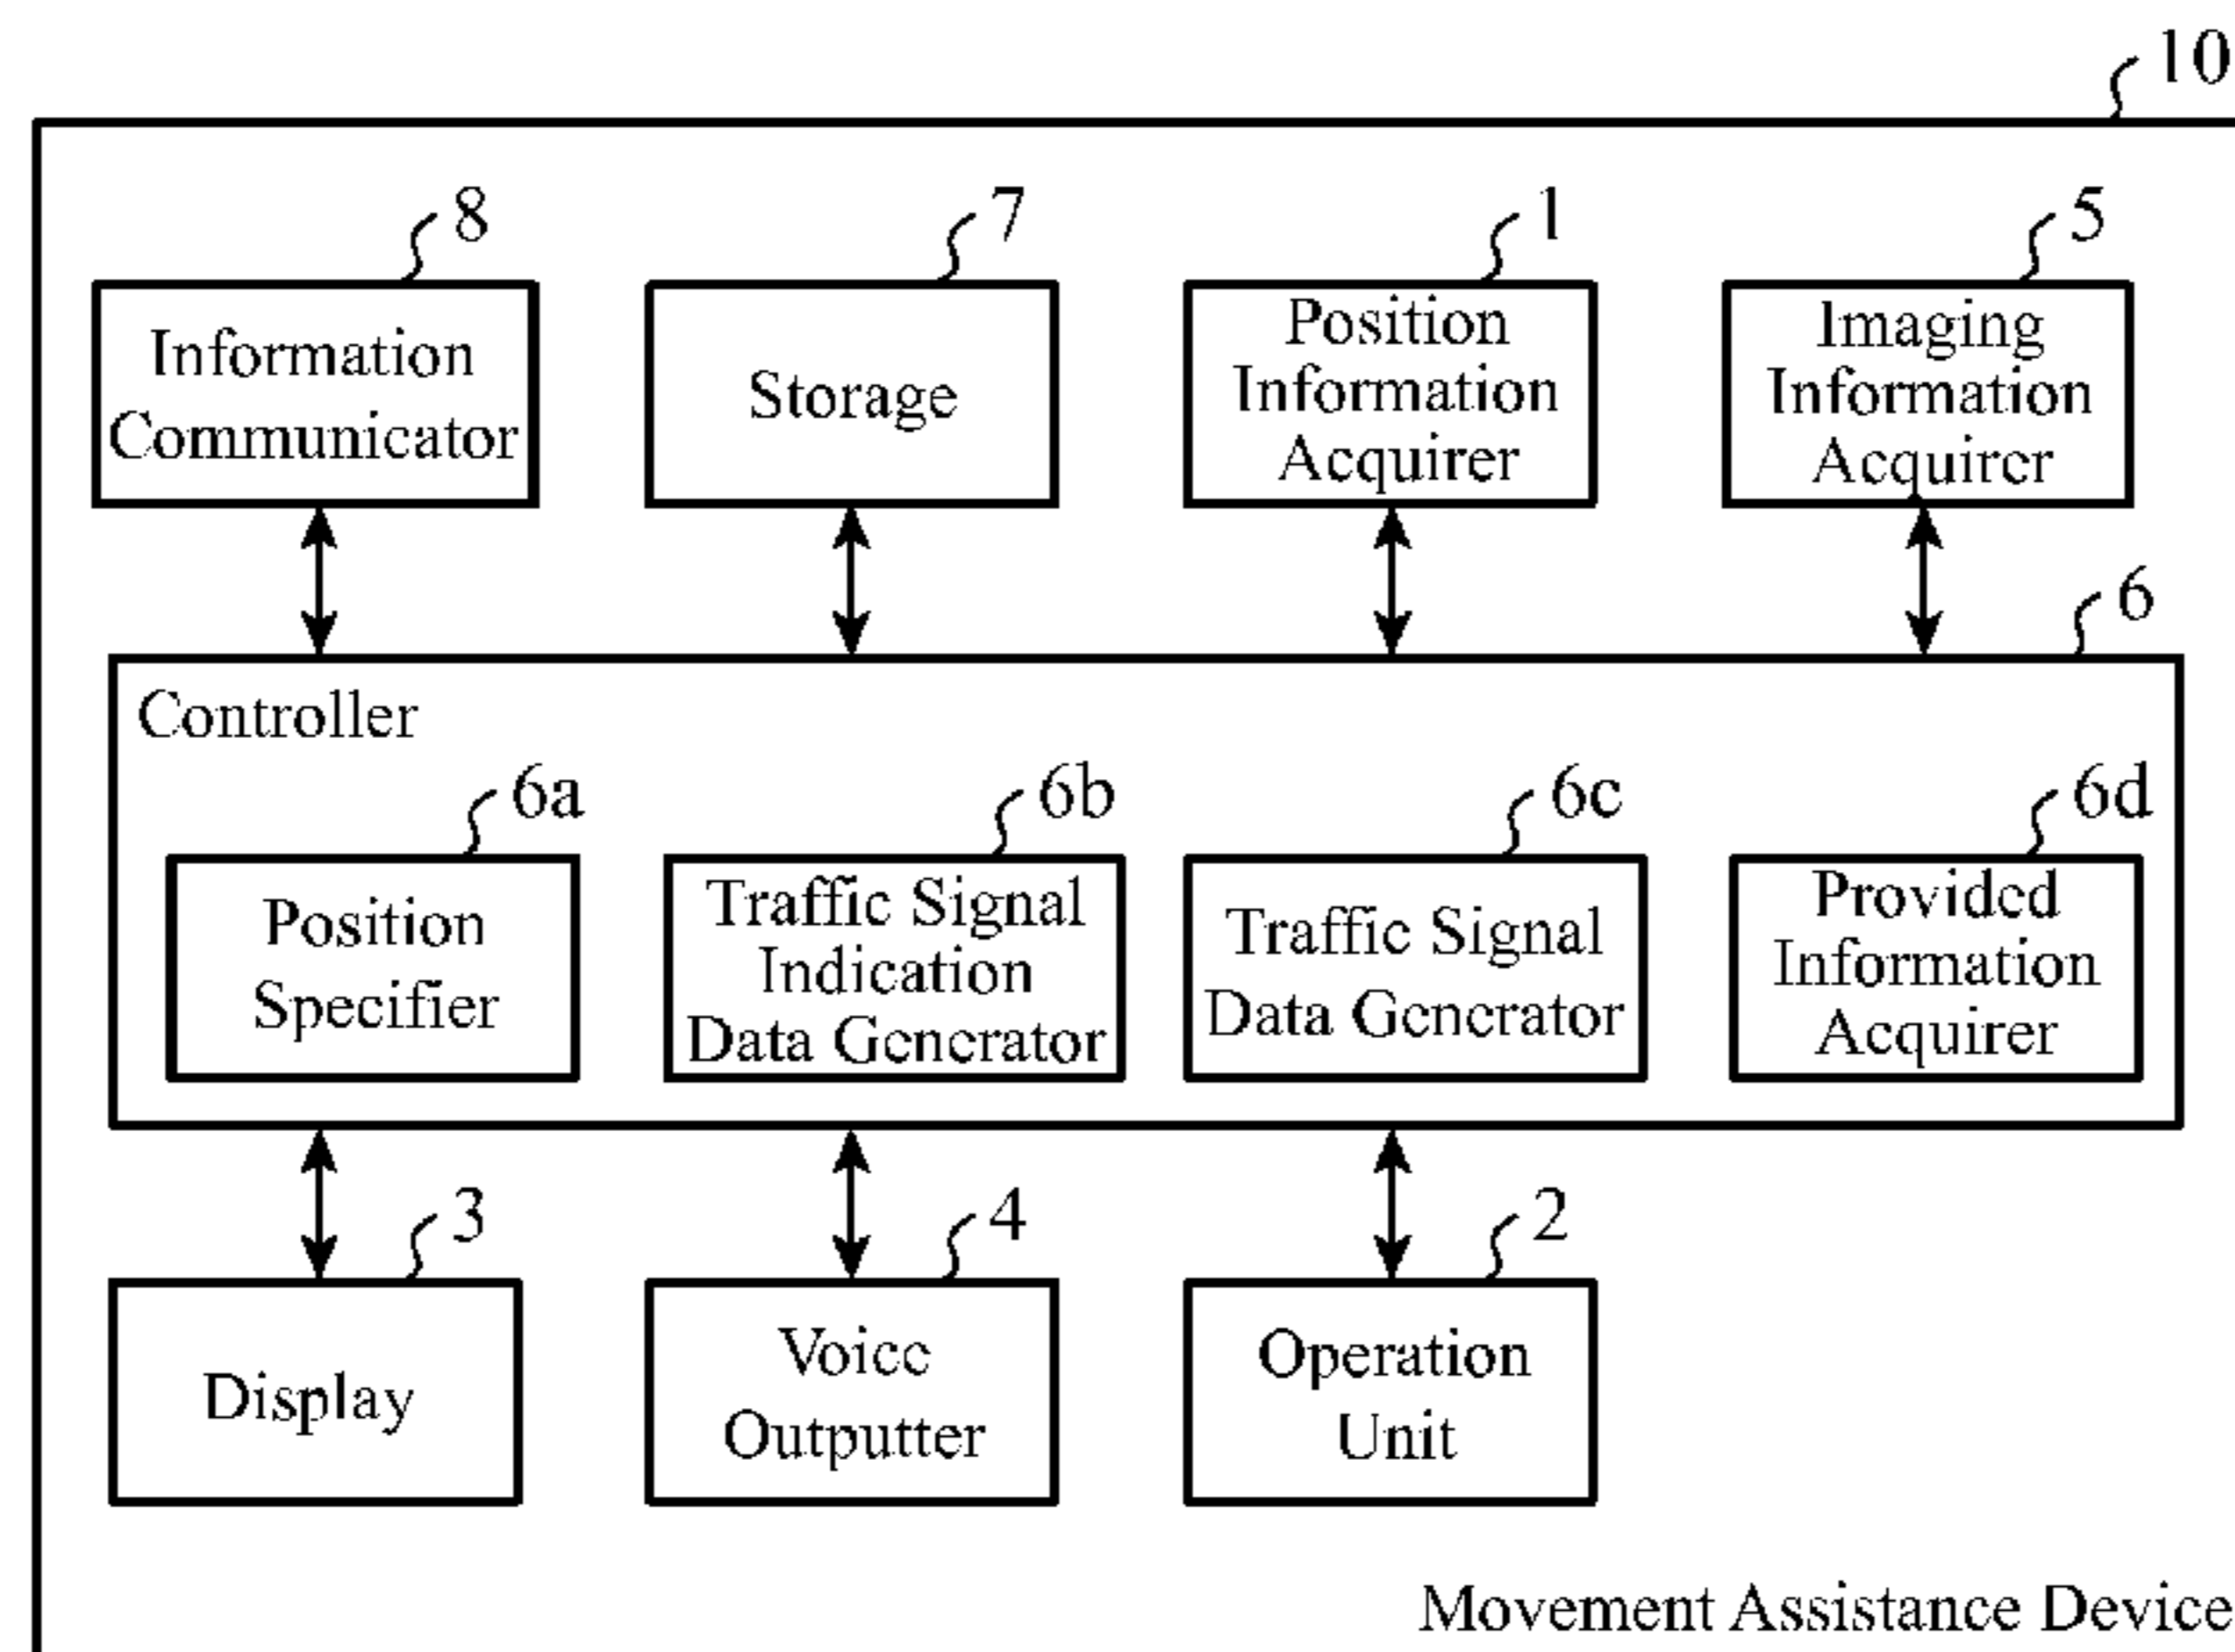 10
8
7
1
5
Information
Communicator
Storage
Position
Information
Acquirer
Imaging
Information
Acquirer
6
Controller
6a
6b
6c
6d
Position
Specifier
Traffic Signal
Indication
Data Generator
Traffic Signal
Data Generator
Provided
Information
Acquirer
3
4
2
Display
Voice
Outputter
Operation
Unit
Movement Assistance Device